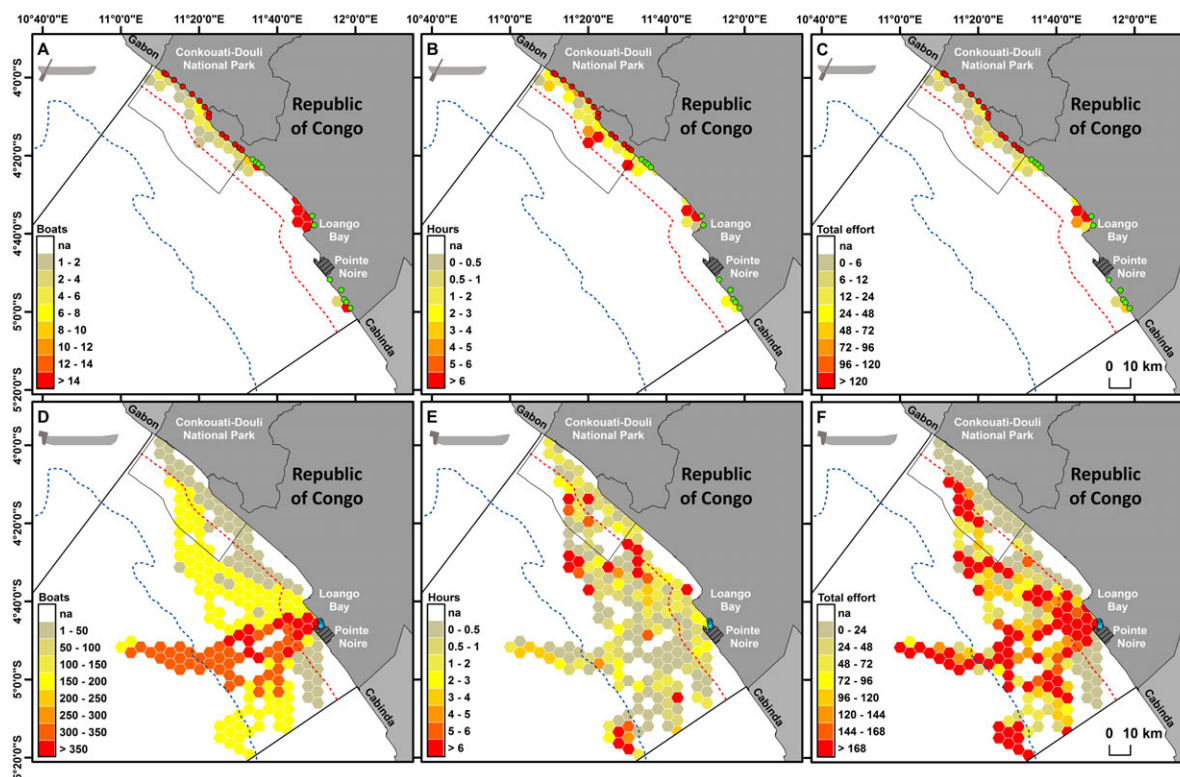 10°40'0"E 11°0'0"E 11°20'0"E 11°40'0"E 12°0'0"E
10°40'0"E 11°0'0"E 11°20'0"E 11°40'0"E 12°0'0"E
10°40'0"E 11°0'0"E 11°20'0"E 11°40'0"E 12°0'0"E
4°0'0"S
4°20'0"S
4°40'0"S
5°0'0"S
5°20'0"S
A
Gabon
Conkouati-Douli
National Park
Republic
of Congo
Loango
Bay
Pointe
Noire
Cabinda
Boats
na
1 - 2
2 - 4
4 - 6
6 - 8
8 - 10
10 - 12
12 - 14
> 14
B
Gabon
Conkouati-Douli
National Park
Republic
of Congo
Loango
Bay
Pointe
Noire
Cabinda
Hours
na
0 - 0.5
0.5 - 1
1 - 2
2 - 3
3 - 4
4 - 5
5 - 6
> 6
C
Gabon
Conkouati-Douli
National Park
Republic
of Congo
Loango
Bay
Pointe
Noire
Cabinda
Total effort
na
0 - 6
6 - 12
12 - 24
24 - 48
48 - 72
72 - 96
96 - 120
> 120
0 10 km
4°0'0"S
4°20'0"S
4°40'0"S
5°0'0"S
5°20'0"S
D
Gabon
Conkouati-Douli
National Park
Republic
of Congo
Loango
Bay
Pointe
Noire
Cabinda
Boats
na
1 - 50
50 - 100
100 - 150
150 - 200
200 - 250
250 - 300
300 - 350
> 350
E
Gabon
Conkouati-Douli
National Park
Republic
of Congo
Loango
Bay
Pointe
Noire
Cabinda
Hours
na
0 - 0.5
0.5 - 1
1 - 2
2 - 3
3 - 4
4 - 5
5 - 6
> 6
F
Gabon
Conkouati-Douli
National Park
Republic
of Congo
Loango
Bay
Pointe
Noire
Cabinda
Total effort
na
0 - 24
24 - 48
48 - 72
72 - 96
96 - 120
120 - 144
144 - 168
> 168
0 10 km